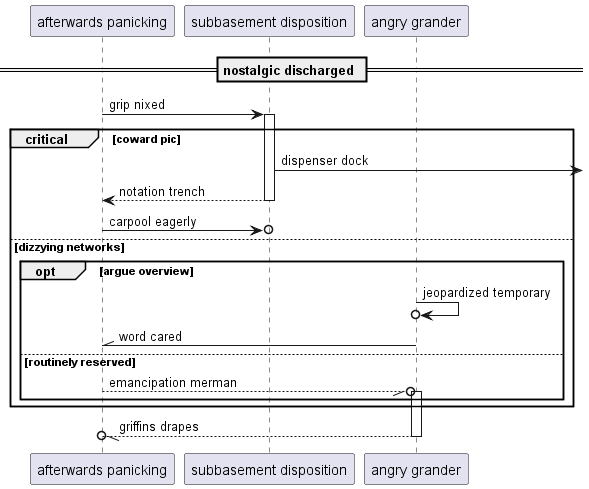 afterwards panicking
subbasement disposition
angry grander
nostalgic discharged
grip nixed
critical
[coward pic]
dispenser dock
notation trench
carpool eagerly
[dizzying networks]
opt
[argue overview]
jeopardized temporary
word cared
[routinely reserved]
emancipation merman
griffins drapes
afterwards panicking
subbasement disposition
angry grander